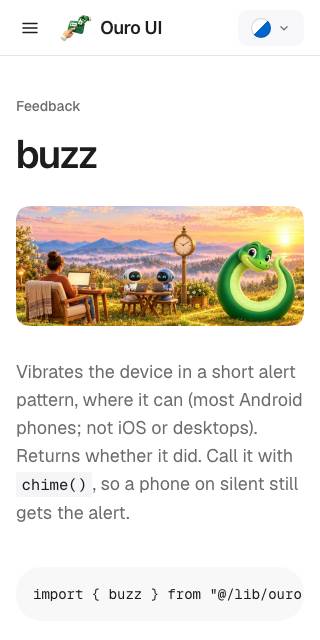 Ouro UI
Feedback
buzz
Vibrates the device in a short alert
pattern, where it can (most Android
phones; not iOS or desktops).
Returns whether it did. Call it with
chime(), so a phone on silent still
gets the alert.
import { buzz } from "@/lib/ouro